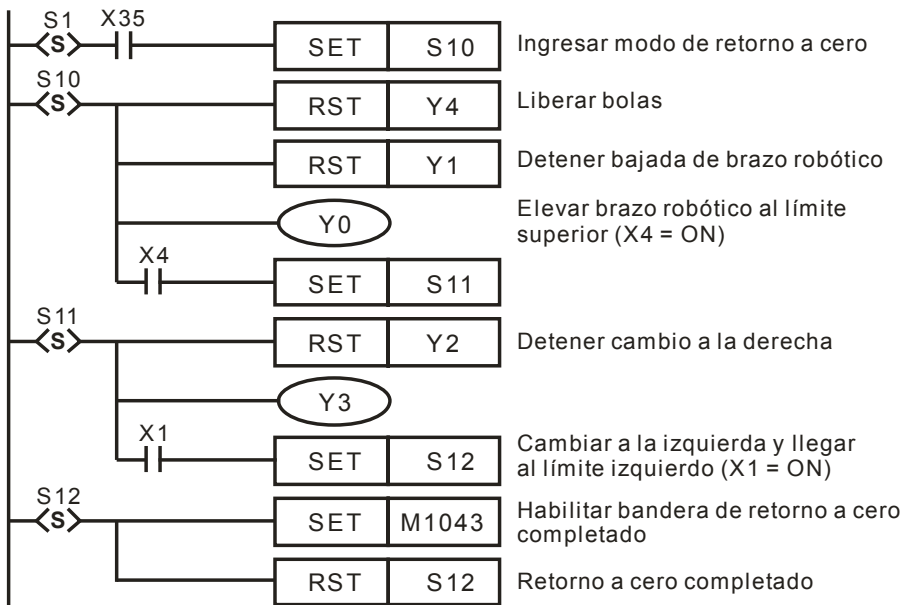 S1 X35
S
SET S10 Ingresar modo de retorno a cero
S10
S
RST Y4 Liberar bolas
RST Y1 Detener bajada de brazo robótico
Y0 Elevar brazo robótico al límite
superior (X4 = ON)
X4
SET S11
S11
S
RST Y2 Detener cambio a la derecha
Y3
X1
SET S12 Cambiar a la izquierda y llegar
al límite izquierdo (X1 = ON)
S12
S
SET M1043 Habilitar bandera de retorno a cero
completado
RST S12 Retorno a cero completado